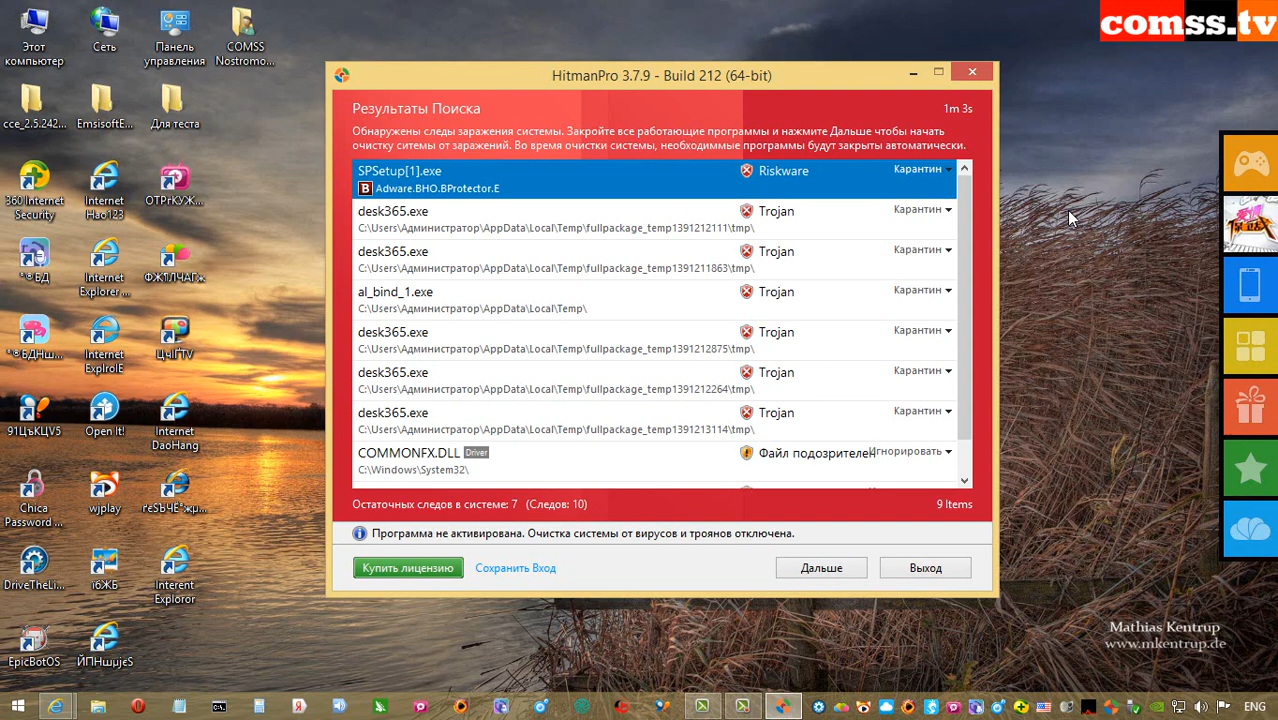 comss.tv
Этот компьютер
Сеть
Панель управления
COMSS Nostromo...
cce_2.5.242...
EmsisoftE...
Для теста
360 Internet Security
Internet Hao123
Internet Explorer ...
Internet ExplroIE
91ЦъКЦV5
Open It!
Internet DaoHang
Chica Password ...
wjplay
DriveTheLi...
їбЖБ
Interent Exploror
EpicBotOS
HitmanPro 3.7.9 - Build 212 (64-bit)
Результаты Поиска
1m 3s
Обнаружены следы заражения системы. Закройте все работающие программы и нажмите Дальше чтобы начать
очистку ситемы от заражений. Во время очистки системы, необходиммые программы будут закрыты автоматически.
SPSetup[1].exe Riskware Карантин
B Adware.BHO.BProtector.E
desk365.exe Trojan Карантин
C:\Users\Администратор\AppData\Local\Temp\fullpackage_temp1391212111\tmp\
desk365.exe Trojan Карантин
C:\Users\Администратор\AppData\Local\Temp\fullpackage_temp1391211863\tmp\
al_bind_1.exe Trojan Карантин
C:\Users\Администратор\AppData\Local\Temp\
desk365.exe Trojan Карантин
C:\Users\Администратор\AppData\Local\Temp\fullpackage_temp1391212875\tmp\
desk365.exe Trojan Карантин
C:\Users\Администратор\AppData\Local\Temp\fullpackage_temp1391212264\tmp\
desk365.exe Trojan Карантин
C:\Users\Администратор\AppData\Local\Temp\fullpackage_temp1391213114\tmp\
COMMONFX.DLL Driver Файл подозрител Игнорировать
C:\Windows\System32\
Остаточных следов в системе: 7 (Следов: 10) 9 Items
Программа не активирована. Очистка системы от вирусов и троянов отключена.
Купить лицензию Сохранить Вход Дальше Выход
Mathias Kentrup
www.mkentrup.de
ENG